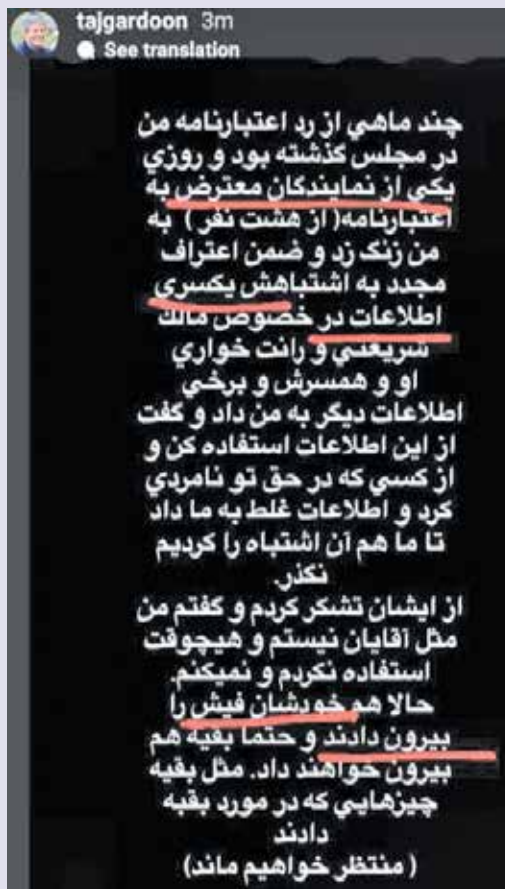 tajgardoon 3m
See translation
چند ماهي از رد اعتبارنامه من
در مجلس گذشته بود و روزي
يكي از نمايندگان معترض به
اعتبارنامه( از هشت نفر ) به
من زنگ زد و ضمن اعتراف
مجدد به اشتباهش يكسري
اطلاعات در خصوص مالك
شريعتي و رانت خواري
او و همسرش و برخي
اطلاعات ديگر به من داد و گفت
از اين اطلاعات استفاده كن و
از كسي كه در حق تو نامردي
كرد و اطلاعات غلط به ما داد
تا ما هم آن اشتباه را كرديم
نگذر.
از ايشان تشكر كردم و گفتم من
مثل آقايان نيستم و هيچوقت
استفاده نكردم و نميكنم.
حالا هم خودشان فيش را
بيرون دادند و حتما بقيه هم
بيرون خواهند داد. مثل بقيه
چيزهايي كه در مورد بقبه
دادند
( منتظر خواهيم ماند)